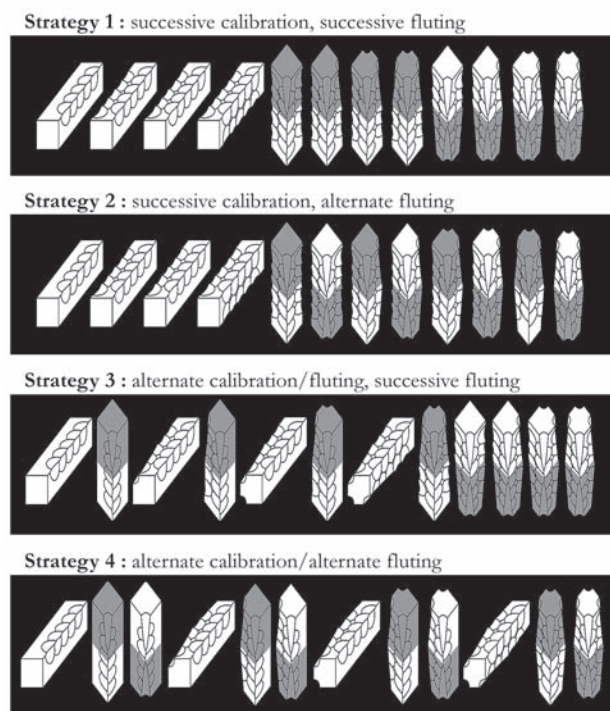 Strategy 1 : successive calibration, successive fluting
Strategy 2 : successive calibration, alternate fluting
Strategy 3 : alternate calibration/fluting, successive fluting
Strategy 4 : alternate calibration/alternate fluting